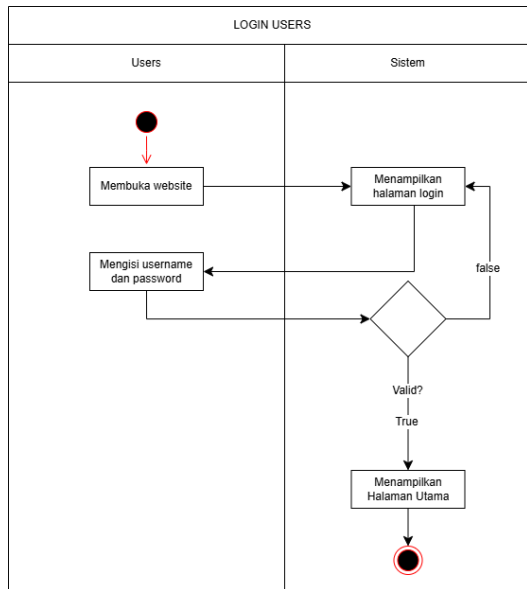 LOGIN USERS
Users
Sistem
Membuka website
Menampilkan
halaman login
Mengisi username
dan password
false
Valid?
True
Menampilkan
Halaman Utama